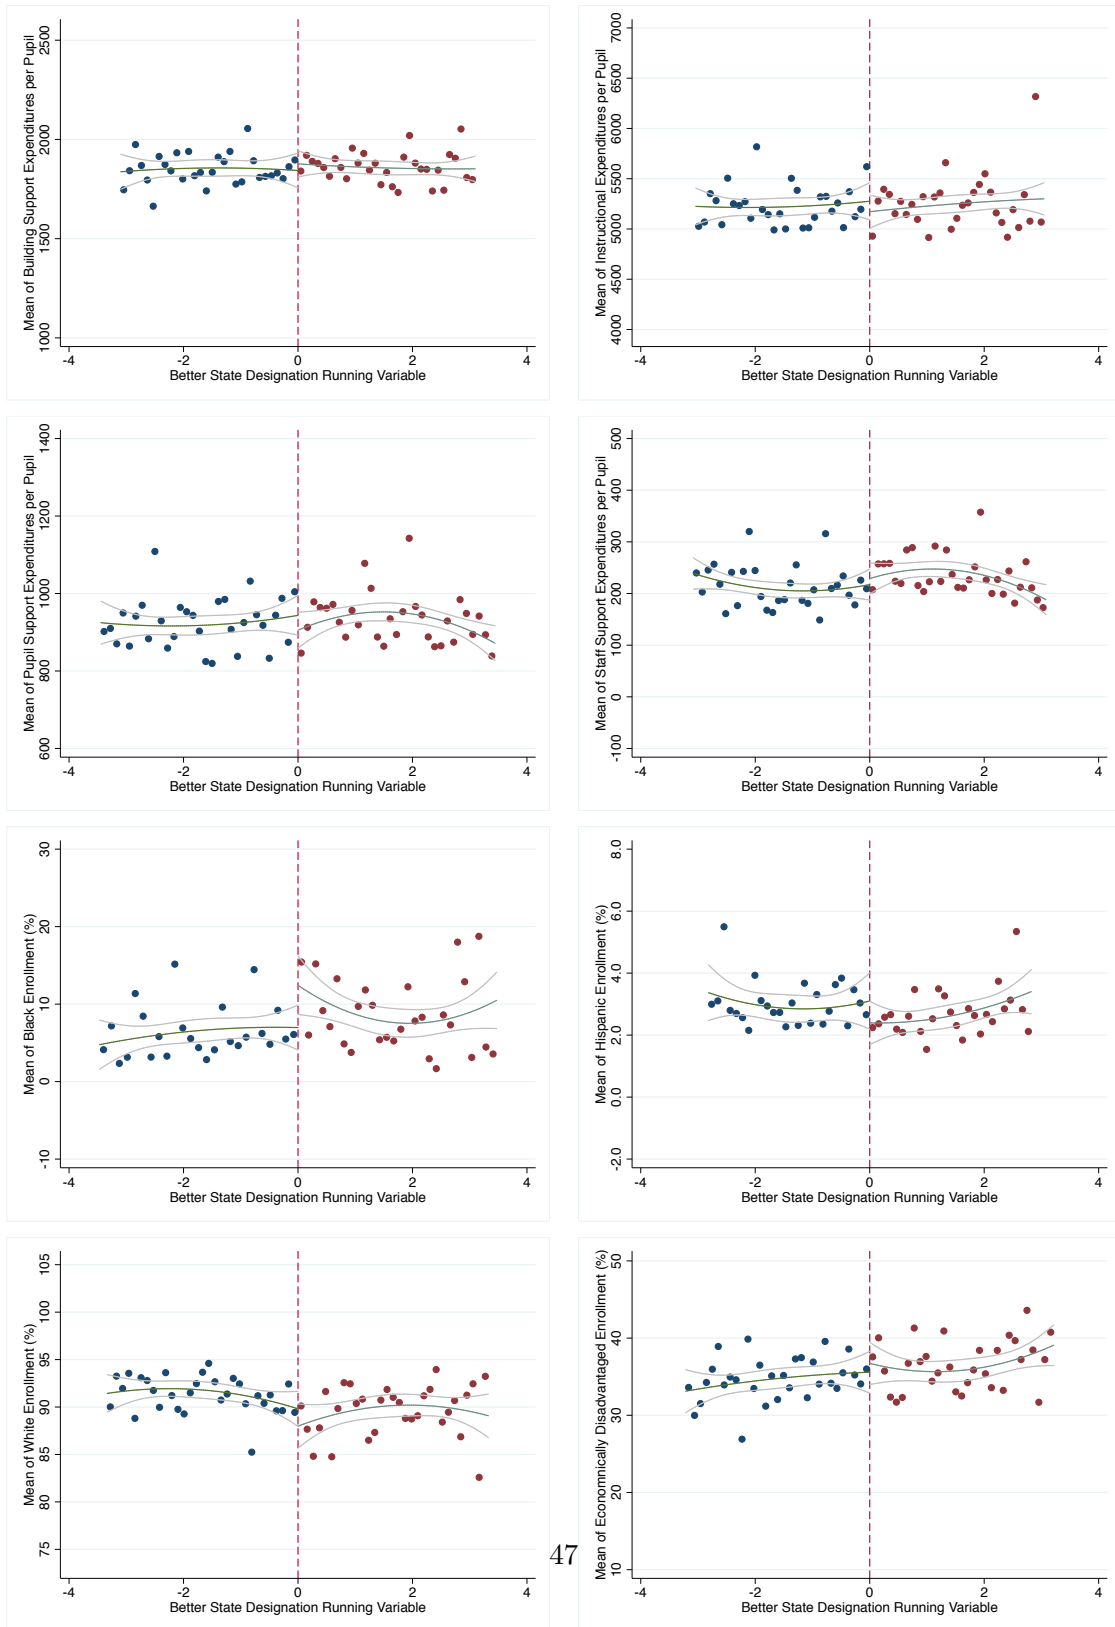 Mean of Building Support Expenditures per Pupil
2500
2000
1500
1000
-4 -2 0 2 4
Better State Designation Running Variable
Mean of Instructional Expenditures per Pupil
7000
6500
6000
5500
5000
4500
4000
-4 -2 0 2 4
Better State Designation Running Variable
Mean of Pupil Support Expenditures per Pupil
1400
1200
1000
800
600
-4 -2 0 2 4
Better State Designation Running Variable
Mean of Staff Support Expenditures per Pupil
500
400
300
200
100
0
-100
-4 -2 0 2 4
Better State Designation Running Variable
Mean of Black Enrollment (%)
30
20
10
0
-10
-4 -2 0 2 4
Better State Designation Running Variable
Mean of Hispanic Enrollment (%)
8.0
6.0
4.0
2.0
0.0
-2.0
-4 -2 0 2 4
Better State Designation Running Variable
Mean of White Enrollment (%)
105
100
95
90
85
80
75
-4 -2 0 2 4
Better State Designation Running Variable
Mean of Economnically Disadvantaged Enrollment (%)
50
40
30
20
10
-4 -2 0 2 4
Better State Designation Running Variable
47